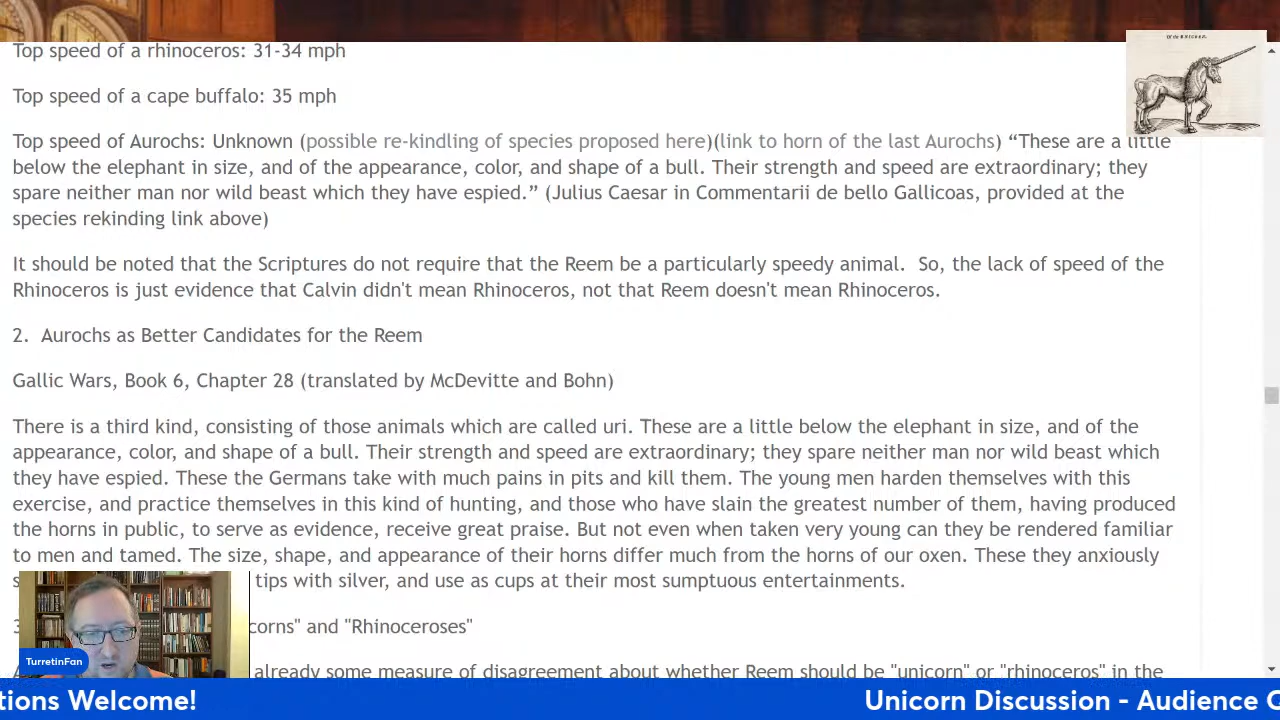 Top speed of a rhinoceros: 31-34 mph
Top speed of a cape buffalo: 35 mph
Top speed of Aurochs: Unknown (possible re-kindling of species proposed here)(link to horn of the last Aurochs) “These are a little
below the elephant in size, and of the appearance, color, and shape of a bull. Their strength and speed are extraordinary; they
spare neither man nor wild beast which they have espied.” (Julius Caesar in Commentarii de bello Gallicoas, provided at the
species rekinding link above)
It should be noted that the Scriptures do not require that the Reem be a particularly speedy animal.  So, the lack of speed of the
Rhinoceros is just evidence that Calvin didn't mean Rhinoceros, not that Reem doesn't mean Rhinoceros.
2.  Aurochs as Better Candidates for the Reem
Gallic Wars, Book 6, Chapter 28 (translated by McDevitte and Bohn)
There is a third kind, consisting of those animals which are called uri. These are a little below the elephant in size, and of the
appearance, color, and shape of a bull. Their strength and speed are extraordinary; they spare neither man nor wild beast which
they have espied. These the Germans take with much pains in pits and kill them. The young men harden themselves with this
exercise, and practice themselves in this kind of hunting, and those who have slain the greatest number of them, having produced
the horns in public, to serve as evidence, receive great praise. But not even when taken very young can they be rendered familiar
to men and tamed. The size, shape, and appearance of their horns differ much from the horns of our oxen. These they anxiously
tips with silver, and use as cups at their most sumptuous entertainments.
corns" and "Rhinoceroses"
already some measure of disagreement about whether Reem should be "unicorn" or "rhinoceros" in the
TurretinFan
tions Welcome!
Unicorn Discussion - Audience